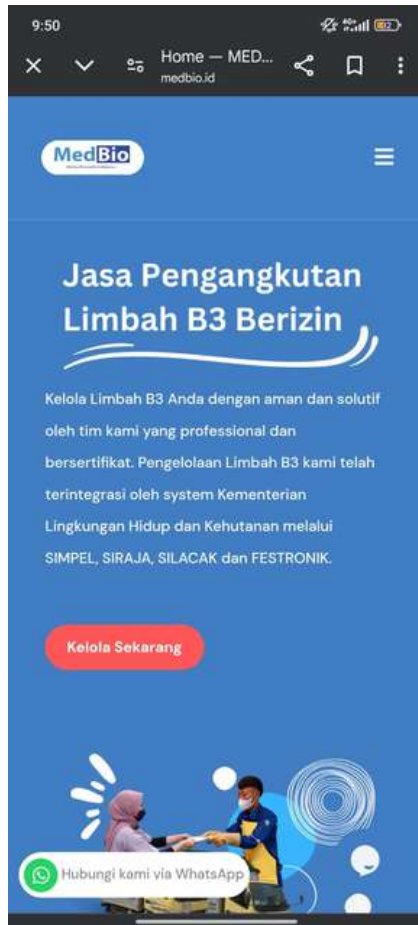 9:50
Home — MED...
medbio.id
MedBio
Jasa Pengangkutan
Limbah B3 Berizin
Kelola Limbah B3 Anda dengan aman dan solutif
oleh tim kami yang professional dan
bersertifikat. Pengelolaan Limbah B3 kami telah
terintegrasi oleh system Kementerian
Lingkungan Hidup dan Kehutanan melalui
SIMPEL, SIRAJA, SILACAK dan FESTRONIK.
Kelola Sekarang
Hubungi kami via WhatsApp